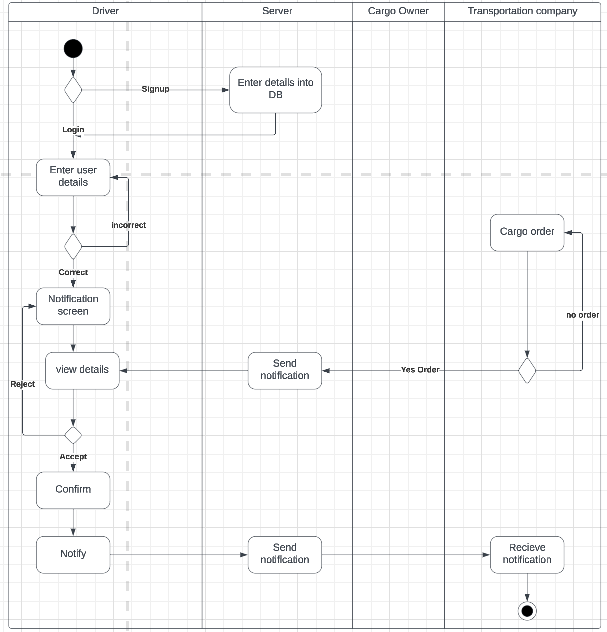 Driver
Server
Cargo Owner
Transportation company
Signup
Enter details into
DB
Login
Enter user
details
incorrect
Cargo order
Correct
Notification
screen
no order
view details
Send
notification
Yes Order
Reject
Accept
Confirm
Notify
Send
notification
Recieve
notification